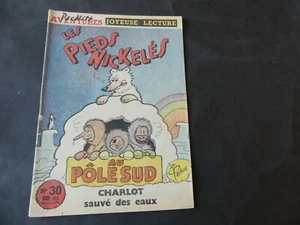 AVENTURES JOYEUSE LECTURE
LES
PIEDS
NICKELÉS
AU
PÔLE SUD
N° 30
CHARLOT
sauvé des eaux